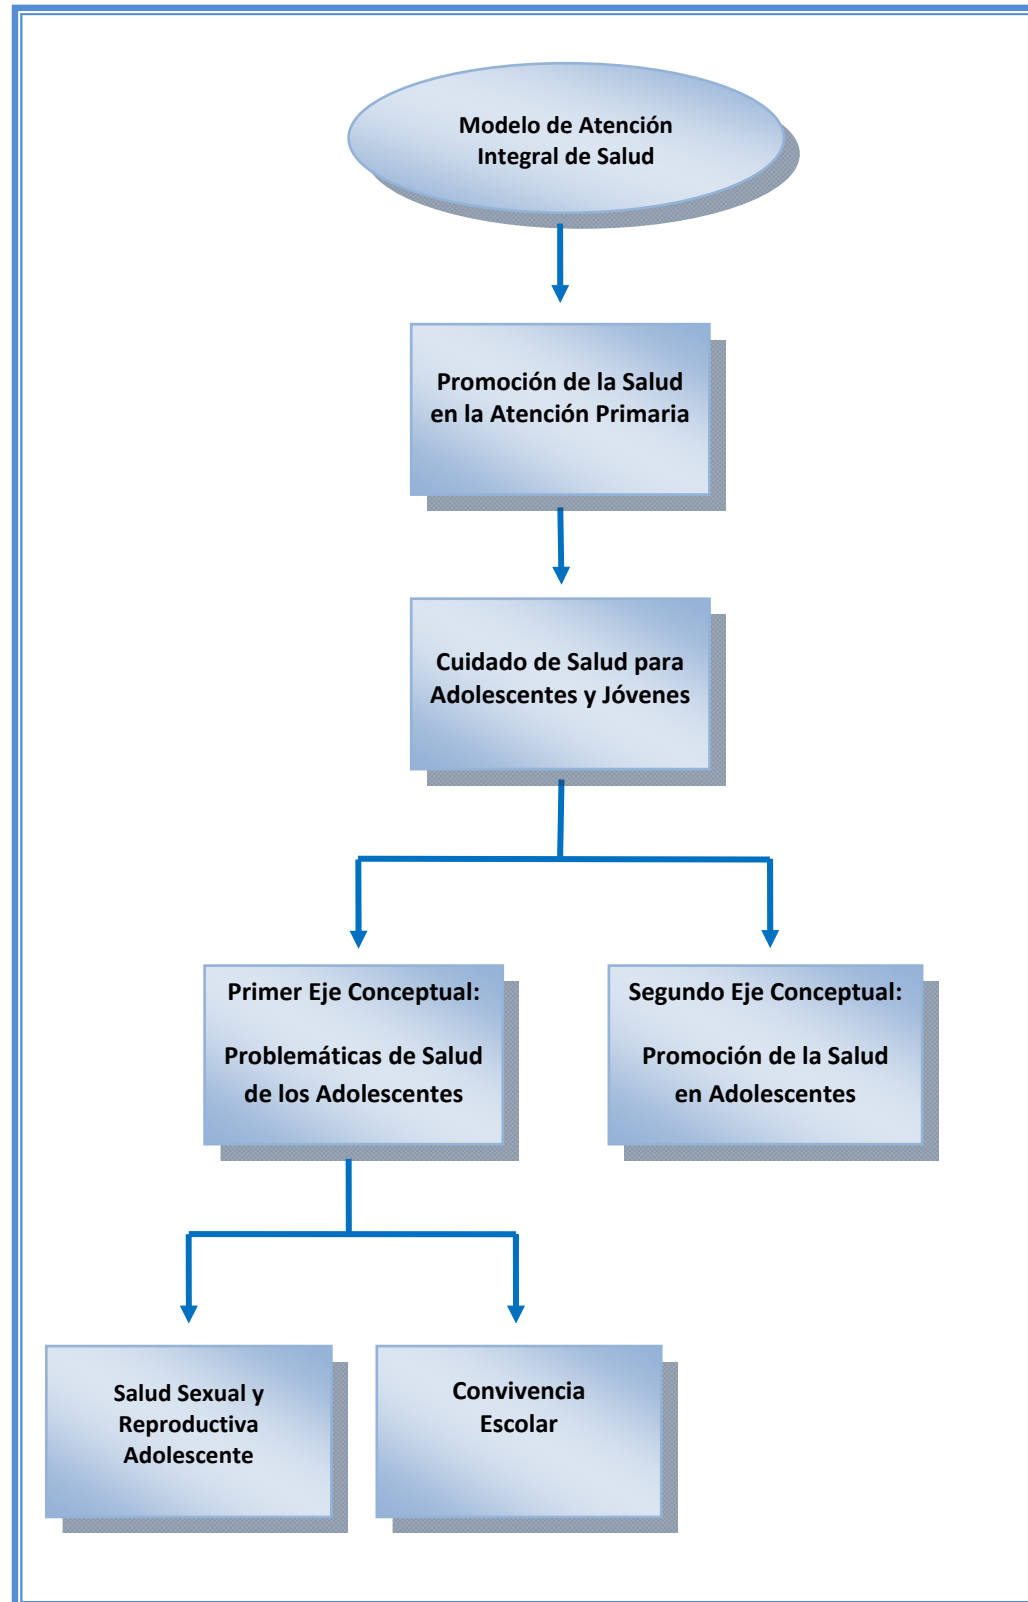 Modelo de Atención
Integral de Salud
Promoción de la Salud
en la Atención Primaria
Cuidado de Salud para
Adolescentes y Jóvenes
Primer Eje Conceptual:
Problemáticas de Salud
de los Adolescentes
Segundo Eje Conceptual:
Promoción de la Salud
en Adolescentes
Salud Sexual y
Reproductiva
Adolescente
Convivencia
Escolar